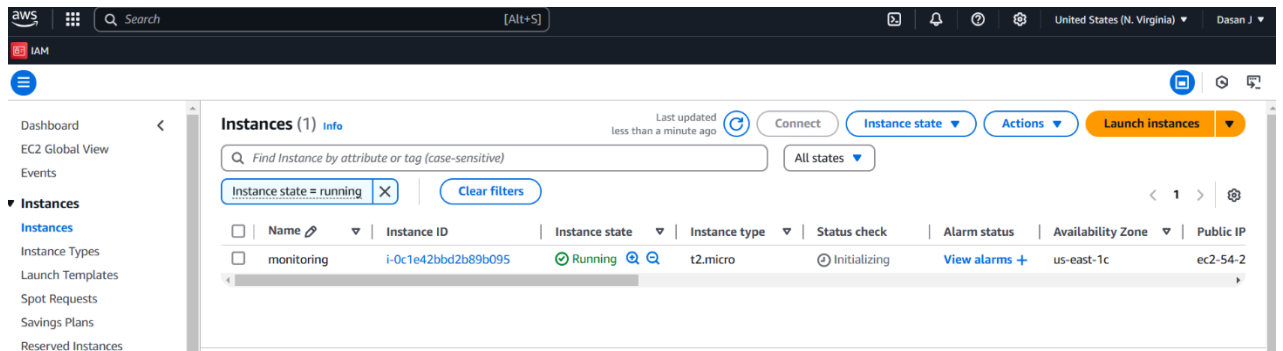 aws
Search
[Alt+S]
United States (N. Virginia)
Dasan J
IAM
Dashboard
EC2 Global View
Events
Instances
Instances
Instance Types
Launch Templates
Spot Requests
Savings Plans
Reserved Instances
Instances (1) Info
Last updated
less than a minute ago
Connect
Instance state
Actions
Launch instances
Find Instance by attribute or tag (case-sensitive)
All states
Instance state = running
Clear filters
1
Name Instance ID Instance state Instance type Status check Alarm status Availability Zone Public IP
monitoring i-0c1e42bbd2b89b095 Running t2.micro Initializing View alarms + us-east-1c ec2-54-2